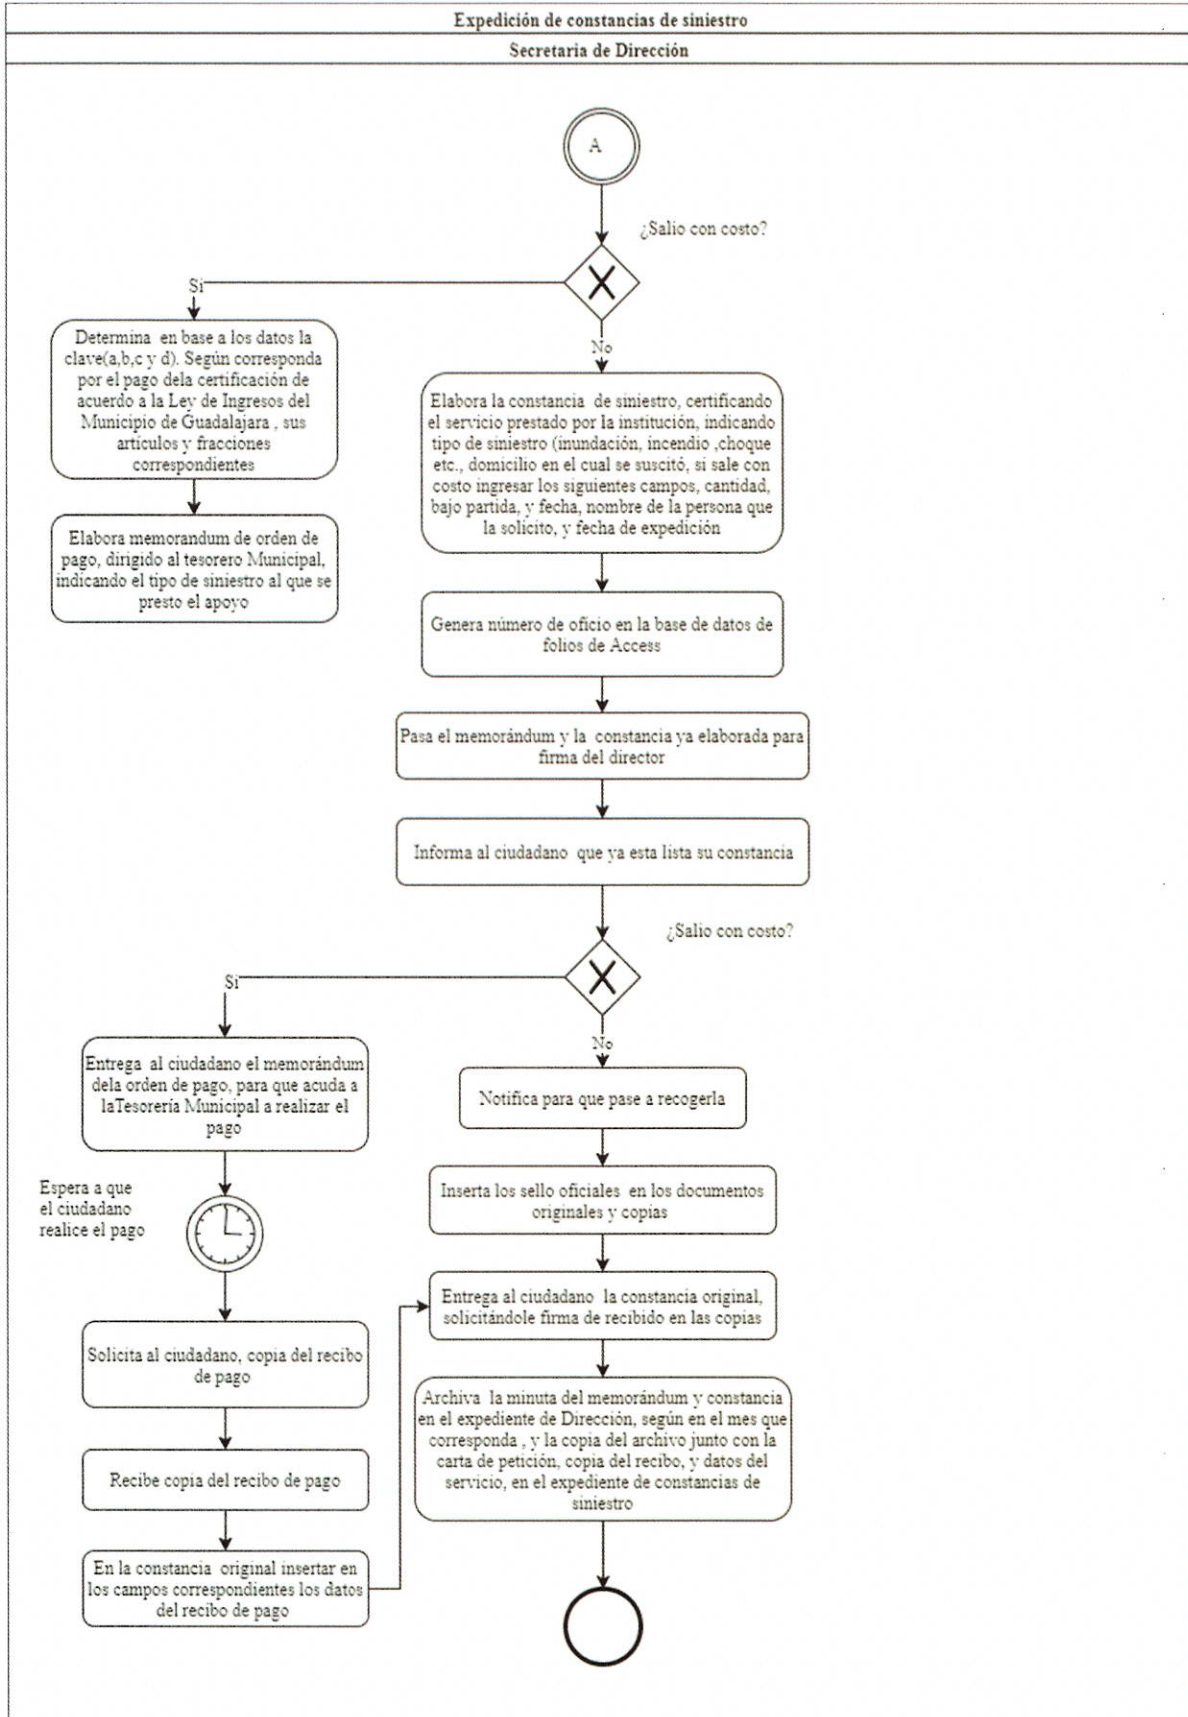 Expedición de constancias de siniestro
Secretaria de Dirección
A
¿Salio con costo?
Si
No
Determina en base a los datos la
clave(a,b,c y d). Según corresponda
por el pago dela certificación de
acuerdo a la Ley de Ingresos del
Municipio de Guadalajara , sus
artículos y fracciones
correspondientes
Elabora memorandum de orden de
pago, dirigido al tesorero Municipal,
indicando el tipo de siniestro al que se
presto el apoyo
Elabora la constancia de siniestro, certificando
el servicio prestado por la institución, indicando
tipo de siniestro (inundación, incendio ,choque
etc., domicilio en el cual se suscitó, si sale con
costo ingresar los siguientes campos, cantidad,
bajo partida, y fecha, nombre de la persona que
la solicito, y fecha de expedición
Genera número de oficio en la base de datos de
folios de Access
Pasa el memorándum y la constancia ya elaborada para
firma del director
Informa al ciudadano que ya esta lista su constancia
¿Salio con costo?
Si
No
Entrega al ciudadano el memorándum
dela orden de pago, para que acuda a
laTesorería Municipal a realizar el
pago
Espera a que
el ciudadano
realice el pago
Solicita al ciudadano, copia del recibo
de pago
Recibe copia del recibo de pago
En la constancia original insertar en
los campos correspondientes los datos
del recibo de pago
Notifica para que pase a recogerla
Inserta los sello oficiales en los documentos
originales y copias
Entrega al ciudadano la constancia original,
solicitándole firma de recibido en las copias
Archiva la minuta del memorándum y constancia
en el expediente de Dirección, según en el mes que
corresponda , y la copia del archivo junto con la
carta de petición, copia del recibo, y datos del
servicio, en el expediente de constancias de
siniestro